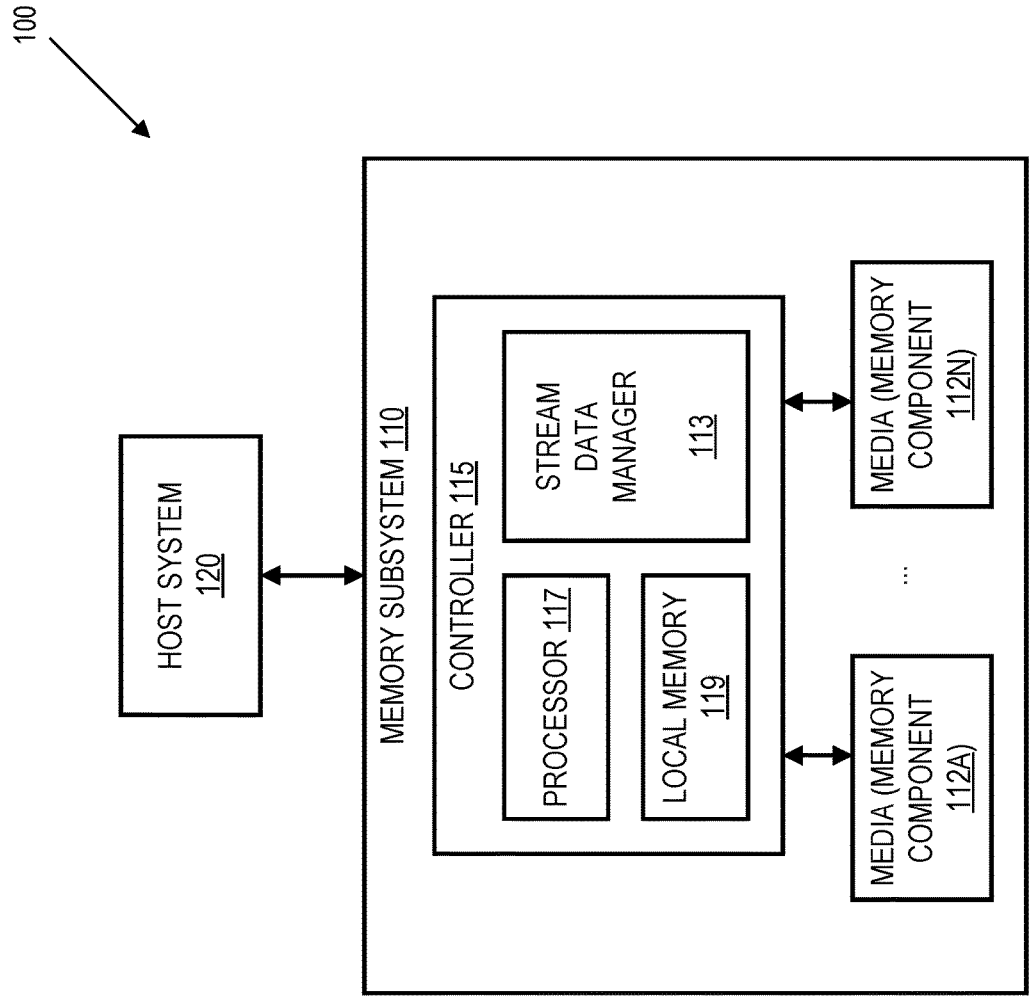 100
HOST SYSTEM
120
MEMORY SUBSYSTEM 110
CONTROLLER 115
PROCESSOR 117
LOCAL MEMORY
119
STREAM
DATA
MANAGER
113
MEDIA (MEMORY
COMPONENT
112A)
...
MEDIA (MEMORY
COMPONENT
112N)